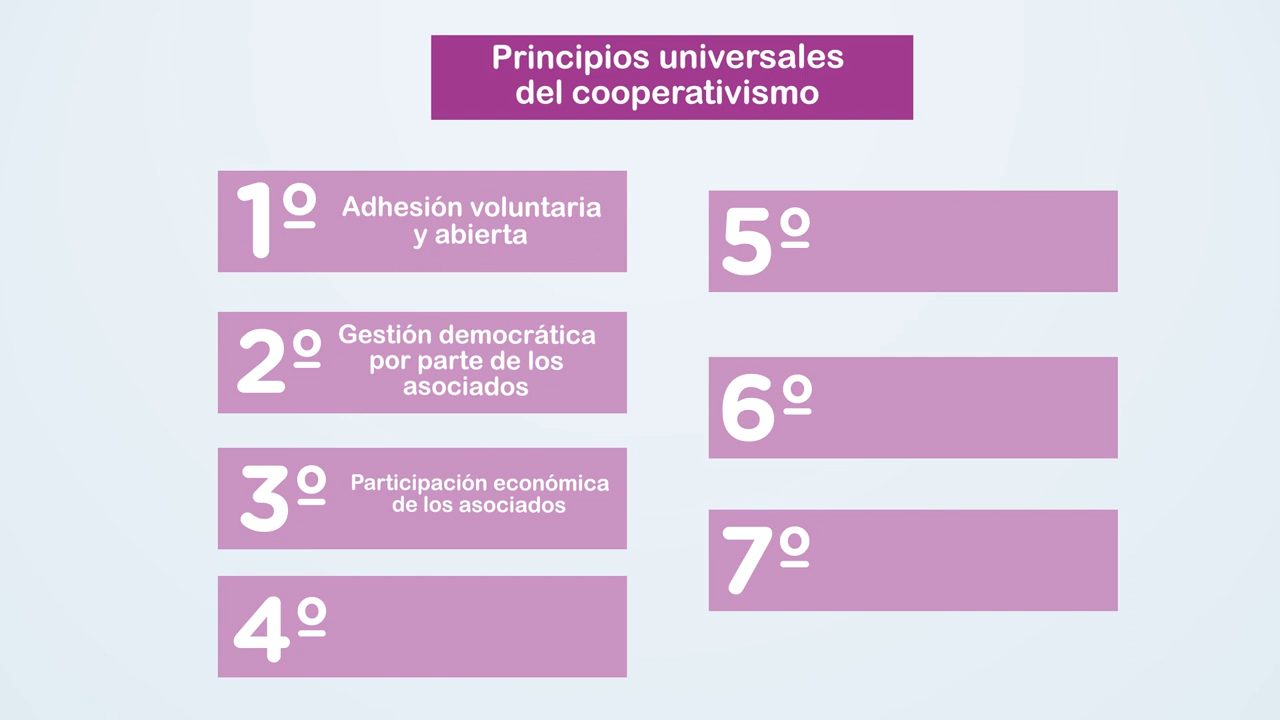 Principios universales
del cooperativismo
1º
Adhesión voluntaria
y abierta
2º
Gestión democrática
por parte de los
asociados
3º
Participación económica
de los asociados
4º
5º
6º
7º